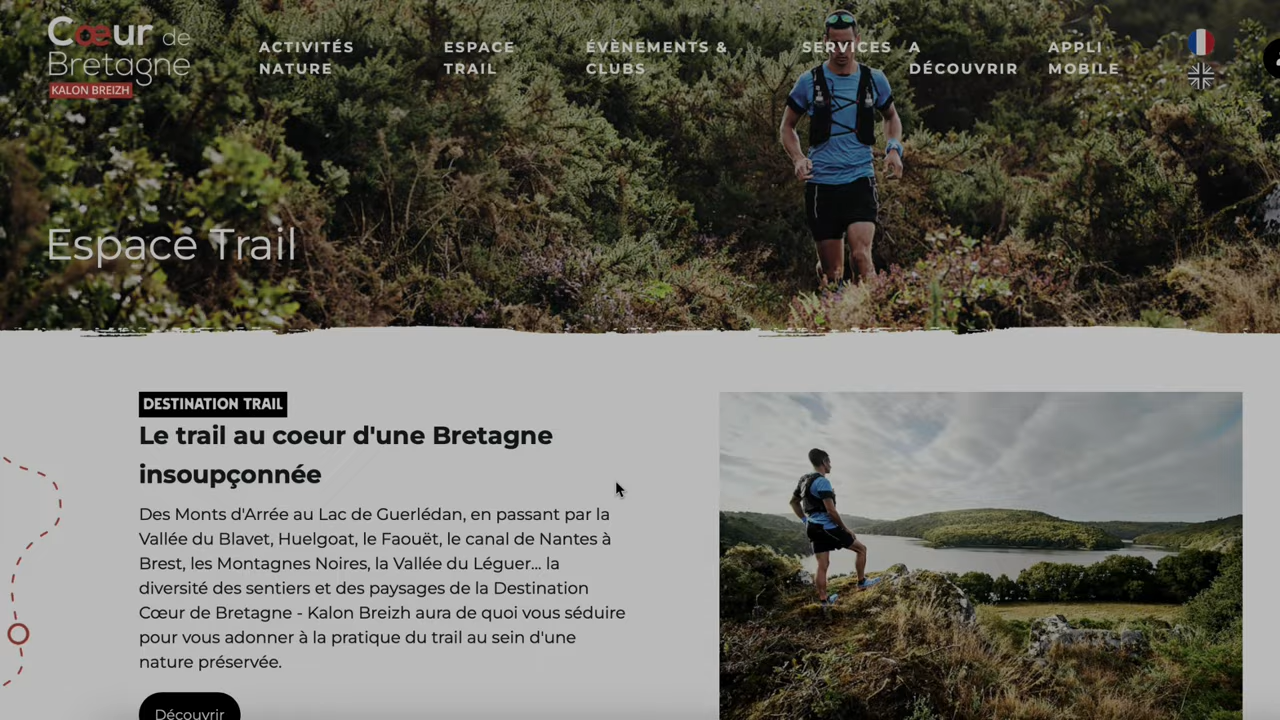 Cœur de
Bretagne
KALON BREIZH
ACTIVITÉS
NATURE
ESPACE
TRAIL
ÉVÈNEMENTS &
CLUBS
SERVICES
A
DÉCOUVRIR
APPLI
MOBILE
Espace Trail
DESTINATION TRAIL
Le trail au coeur d'une Bretagne
insoupçonnée
Des Monts d'Arrée au Lac de Guerlédan, en passant par la
Vallée du Blavet, Huelgoat, le Faouët, le canal de Nantes à
Brest, les Montagnes Noires, la Vallée du Léguer... la
diversité des sentiers et des paysages de la Destination
Cœur de Bretagne - Kalon Breizh aura de quoi vous séduire
pour vous adonner à la pratique du trail au sein d'une
nature préservée.
Découvrir